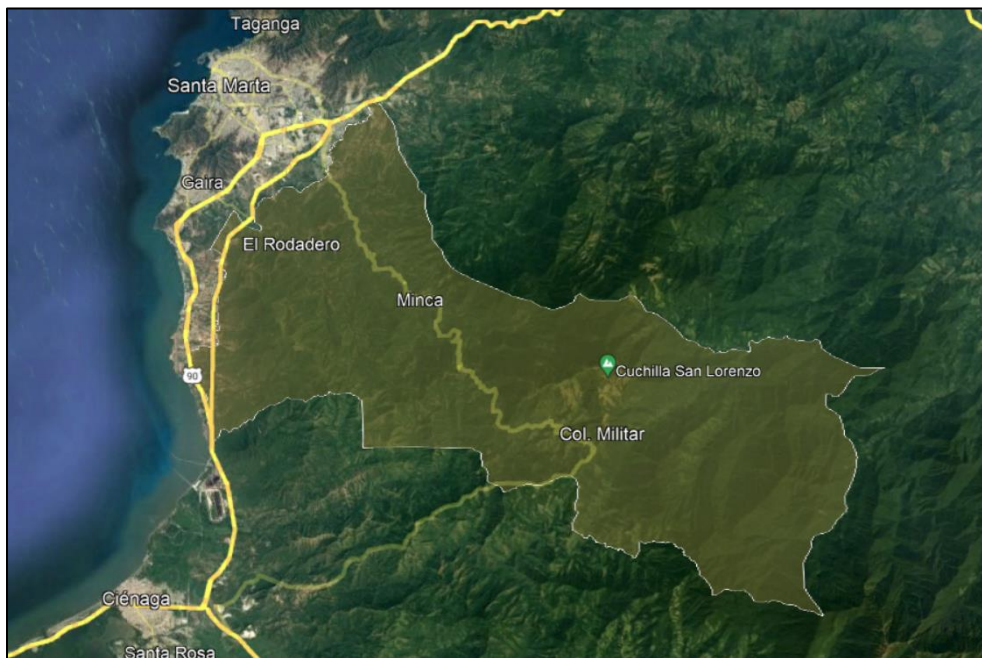 Taganga
Santa Marta
Gaira
El Rodadero
Minca
Cuchilla San Lorenzo
90
Col. Militar
Ciénaga
Santa Rosa